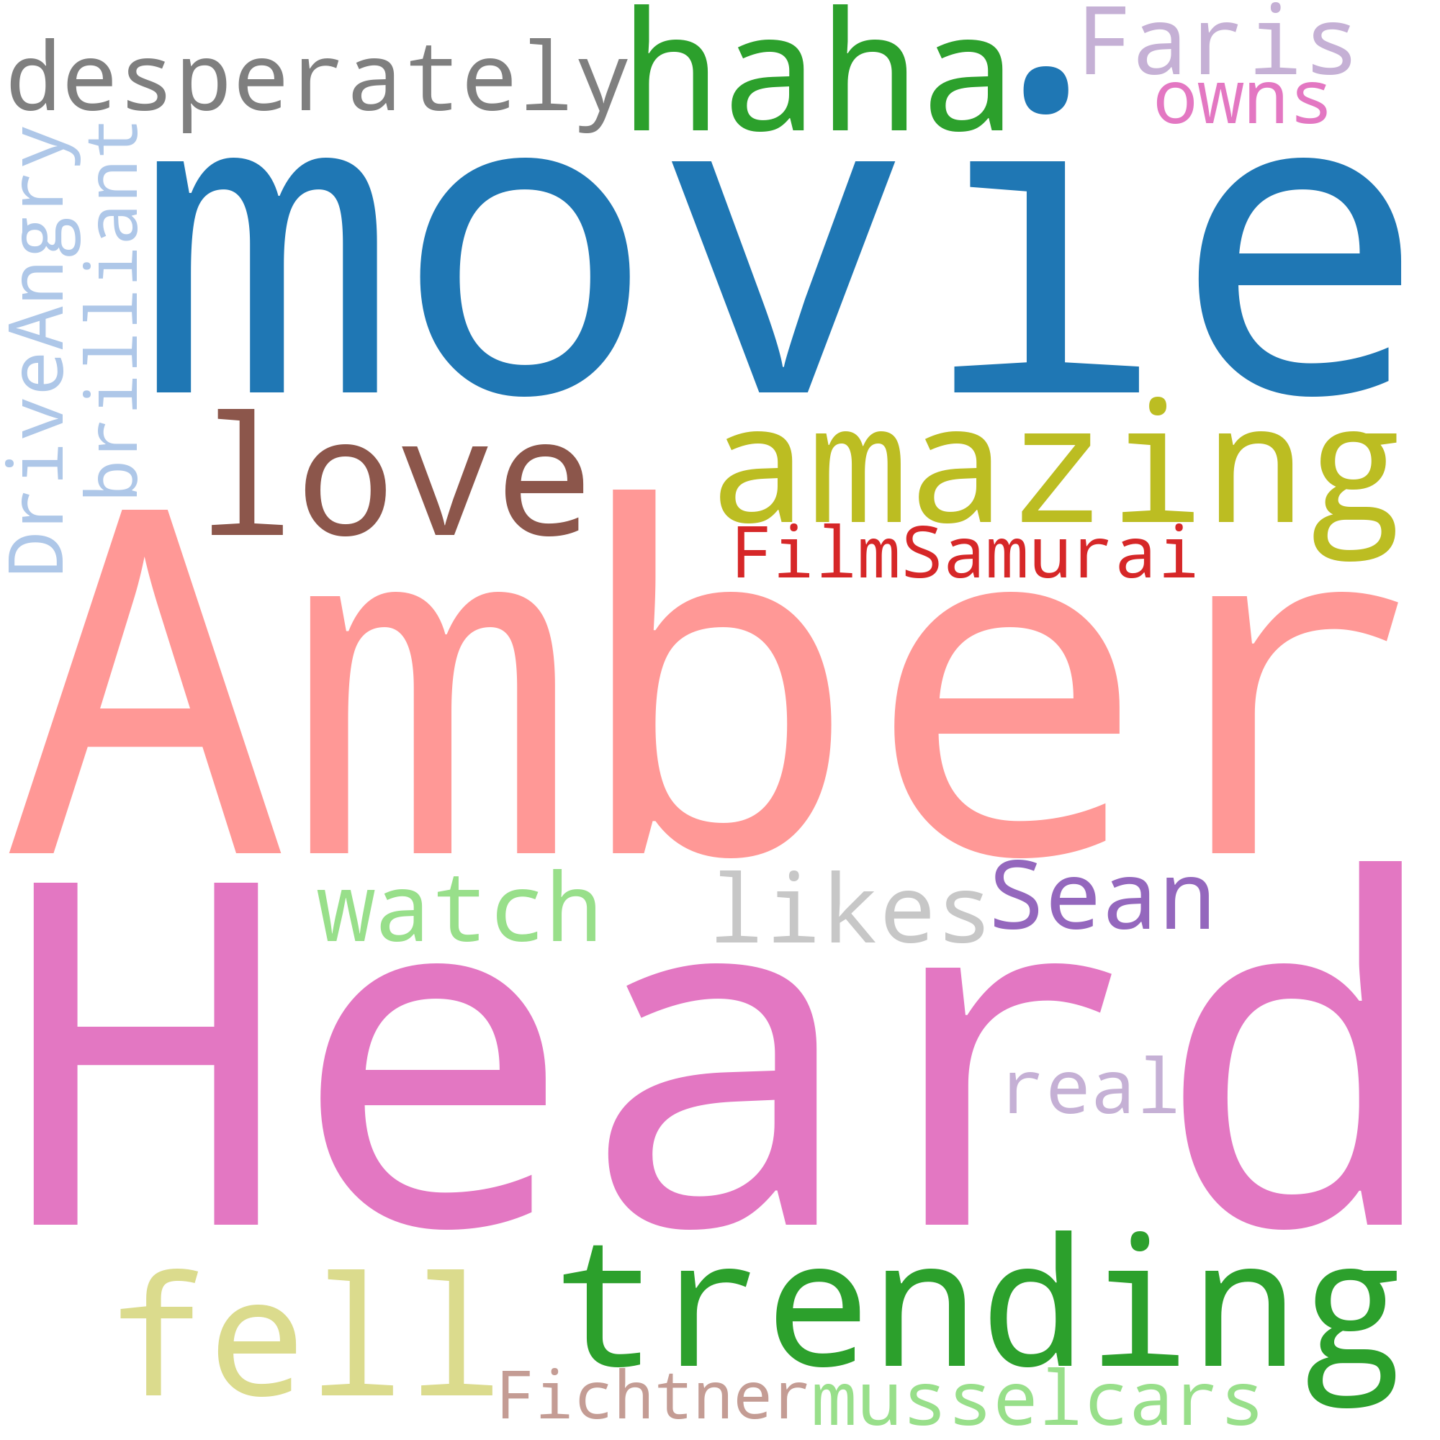 desperately haha Faris
owns
DriveAngry
brilliant
movie
love amazing
FilmSamurai
Amber
watch likes Sean
Heard
real
fell trending
Fichtner musselcars